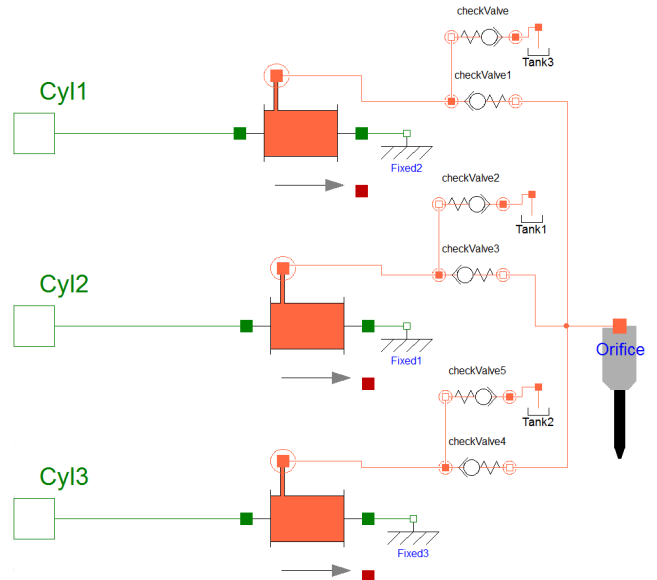 checkValve
Tank3
checkValve1
Cyl1
Fixed2
checkValve2
Tank1
checkValve3
Cyl2
Orifice
Fixed1
checkValve5
Tank2
checkValve4
Cyl3
Fixed3